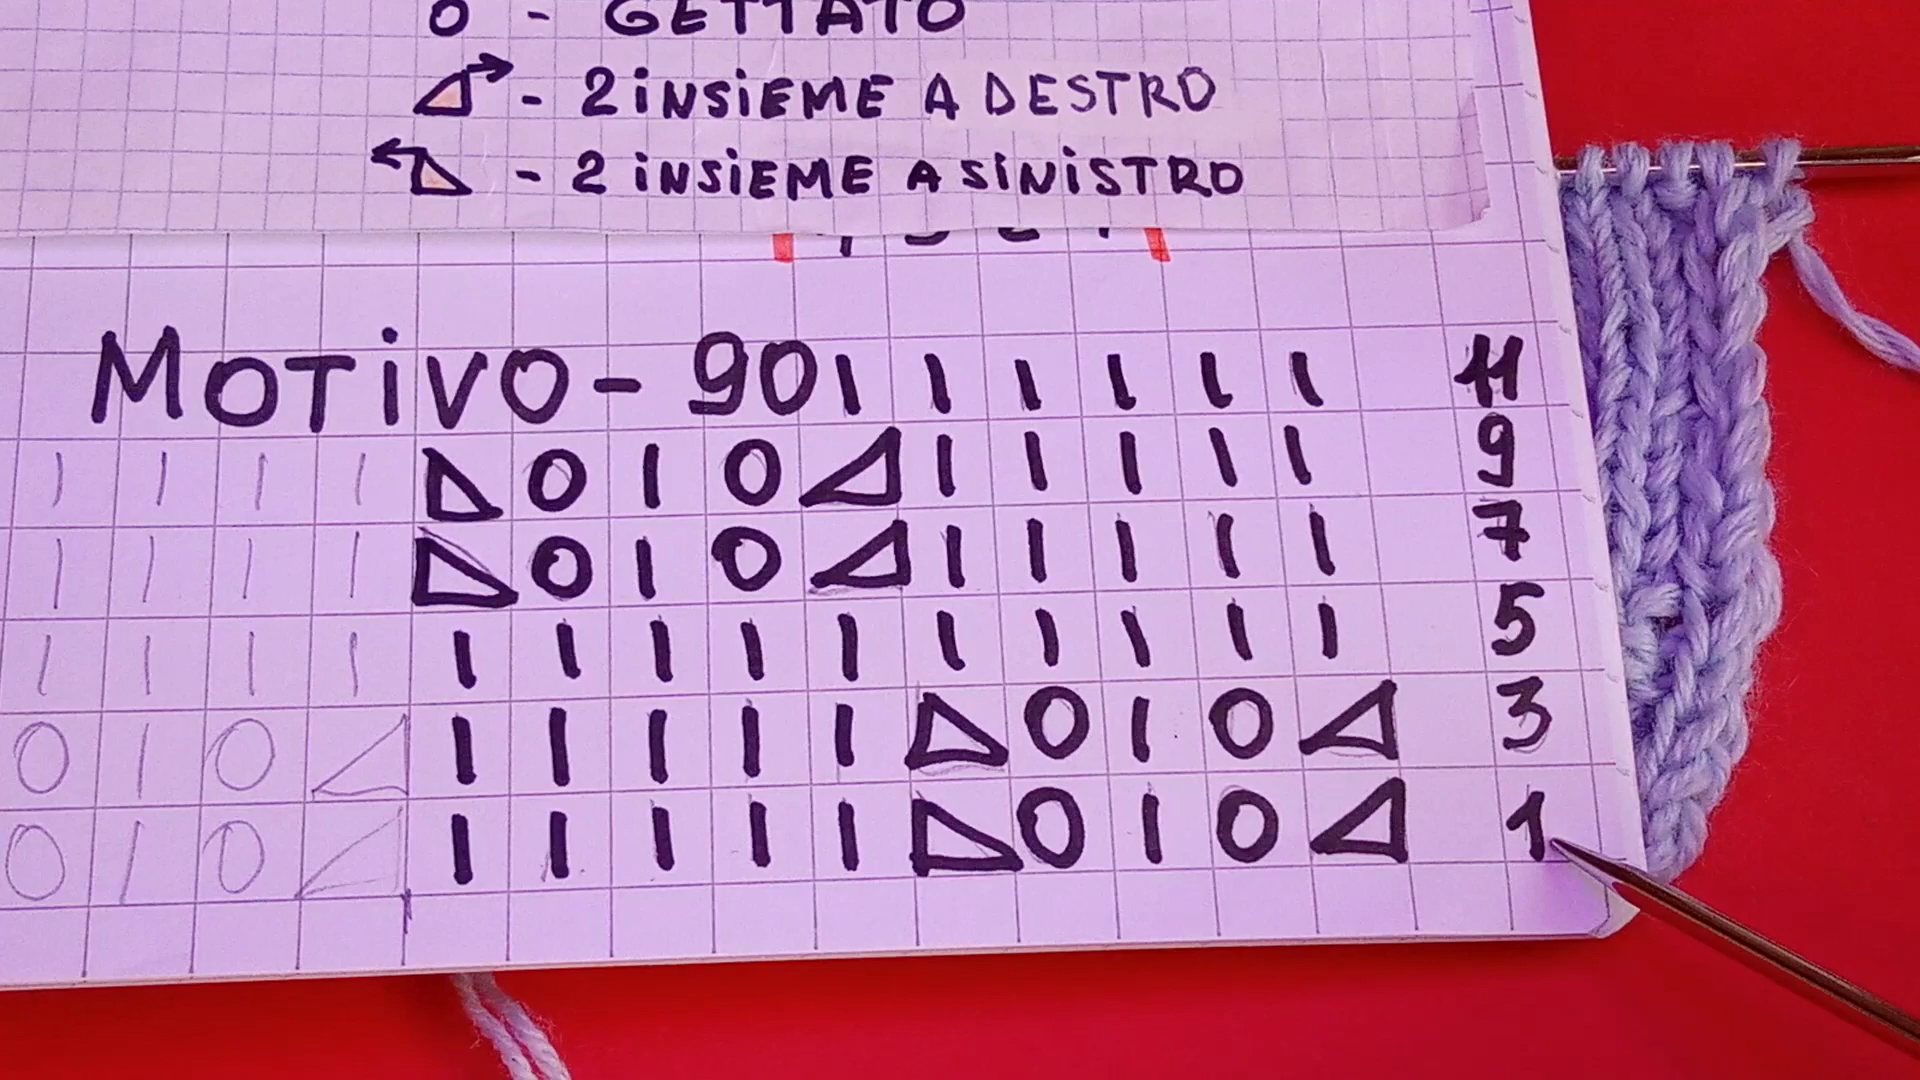 O - GETTATO
- 2 iNSiEME A DESTRO
- 2 iNSiEME A SiNiSTRO
MOTiVO - 90 I I I I I I 11
I I I I O I O I I I I I 9
I I I I O I O I I I I I 7
I I I I I I I I I I I I I I 5
O I O I I I I I O I O 3
O I O I I I I I O I O 1